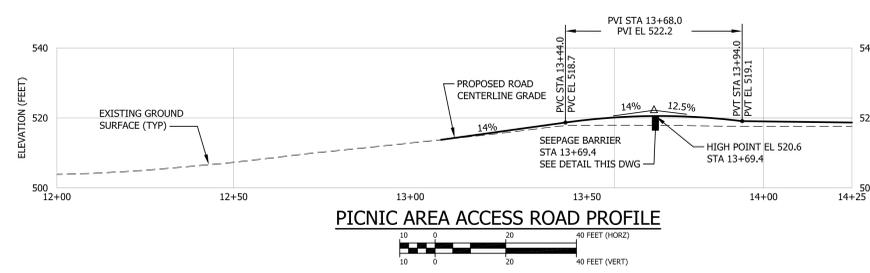 PVI STA 13+68.0
PVI EL 522.2
540
54
PVC STA 13+44.0
PVC EL 518.7
PVT STA 13+94.0
PVT EL 519.1
PROPOSED ROAD
CENTERLINE GRADE
14%
12.5%
EXISTING GROUND
SURFACE (TYP)
520
52
14%
SEEPAGE BARRIER
STA 13+69.4
SEE DETAIL THIS DWG
HIGH POINT EL 520.6
STA 13+69.4
ELEVATION (FEET)
500
50
12+00
12+50
13+00
13+50
14+00
14+25
PICNIC AREA ACCESS ROAD PROFILE
10 0 20 40 FEET (HORZ)
10 0 20 40 FEET (VERT)